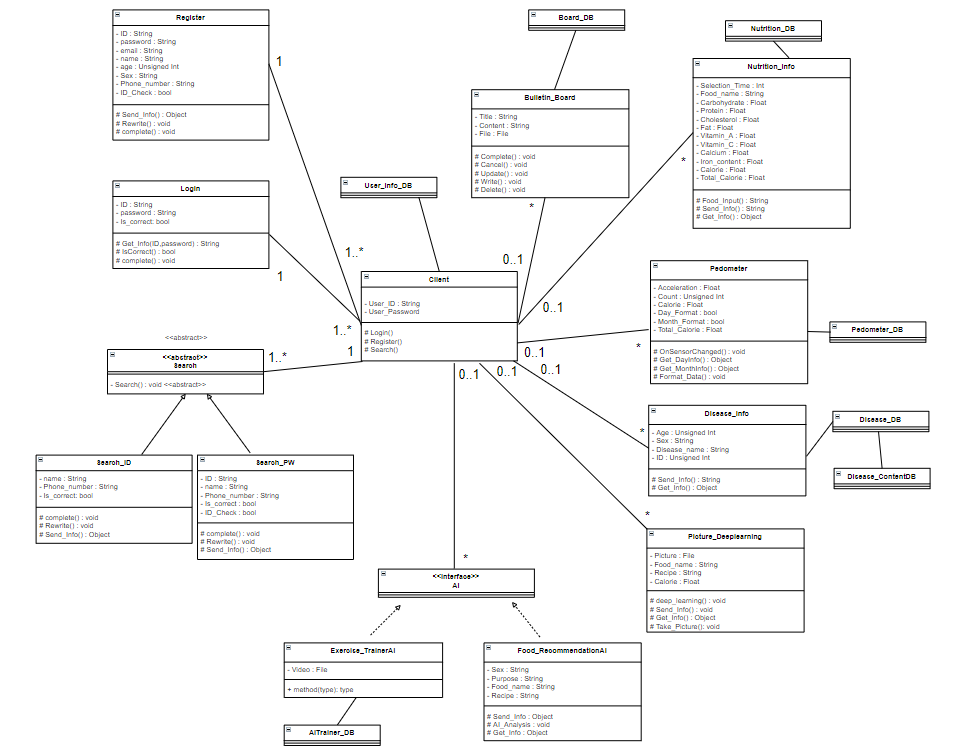 Register
- ID : String
- password : String
- email : String
- name : String
- age : Unsigned Int
- Sex : String
- Phone_number : String
- ID_Check : bool
# Send_Info() : Object
# Rewrite() : void
# complete() : void
1
Board_DB
Nutrition_DB
Bulletin_Board
- Title : String
- Content : String
- File : File
# Complete() : void
# Cancel() : void
# Update() : void
# Write() : void
# Delete() : void
*
0..1
Nutrition_Info
- Selection_Time : Int
- Food_name : String
- Carbohydrate : Float
- Protein : Float
- Cholesterol : Float
- Fat : Float
- Vitamin_A : Float
- Vitamin_C : Float
- Calcium : Float
- Iron_content : Float
- Calorie : Float
- Total_Calorie : Float
# Food_Input() : String
# Send_Info() : String
# Get_Info() : Object
*
0..1
Login
- ID : String
- password : String
- Is_correct: bool
# Get_Info(ID,password) : String
# IsCorrect() : bool
# complete() : void
1
1..*
1..*
1
User_Info_DB
Client
- User_ID : String
- User_Password
# Login()
# Register()
# Search()
Pedometer
- Acceleration : Float
- Count : Unsigned Int
- Calorie : Float
- Day_Format : bool
- Month_Format : bool
- Total_Calorie : Float
# OnSensorChanged() : void
# Get_DayInfo() : Object
# Get_MonthInfo() : Object
# Format_Data() : void
*
0..1
Pedometer_DB
<<abstract>>
<<abstract>>
Search
- Search() : void <<abstract>>
1..*
0..1
0..1
0..1
Disease_Info
- Age : Unsigned Int
- Sex : String
- Disease_name : String
- ID : Unsigned Int
# Send_Info() : String
# Get_Info() : Object
*
Disease_DB
Disease_ContentDB
Search_ID
- name : String
- Phone_number : String
- Is_correct: bool
# complete() : void
# Rewrite() : void
# Send_Info() : Object
Search_PW
- ID : String
- name : String
- Phone_number : String
- Is_correct : bool
- ID_Check : bool
# complete() : void
# Rewrite() : void
# Send_Info() : Object
*
Picture_Deeplearning
- Picture : File
- Food_name : String
- Recipe : String
- Calorie : Float
# deep_learning() : void
# Send_Info() : void
# Get_Info() : Object
# Take_Picture(): void
*
<<Interface>>
AI
Exercise_TrainerAI
- Video : File
+ method(type): type
AITrainer_DB
Food_RecommendationAI
- Sex : String
- Purpose : String
- Food_name : String
- Recipe : String
# Send_Info : Object
# AI_Analysis : void
# Get_Info : Object